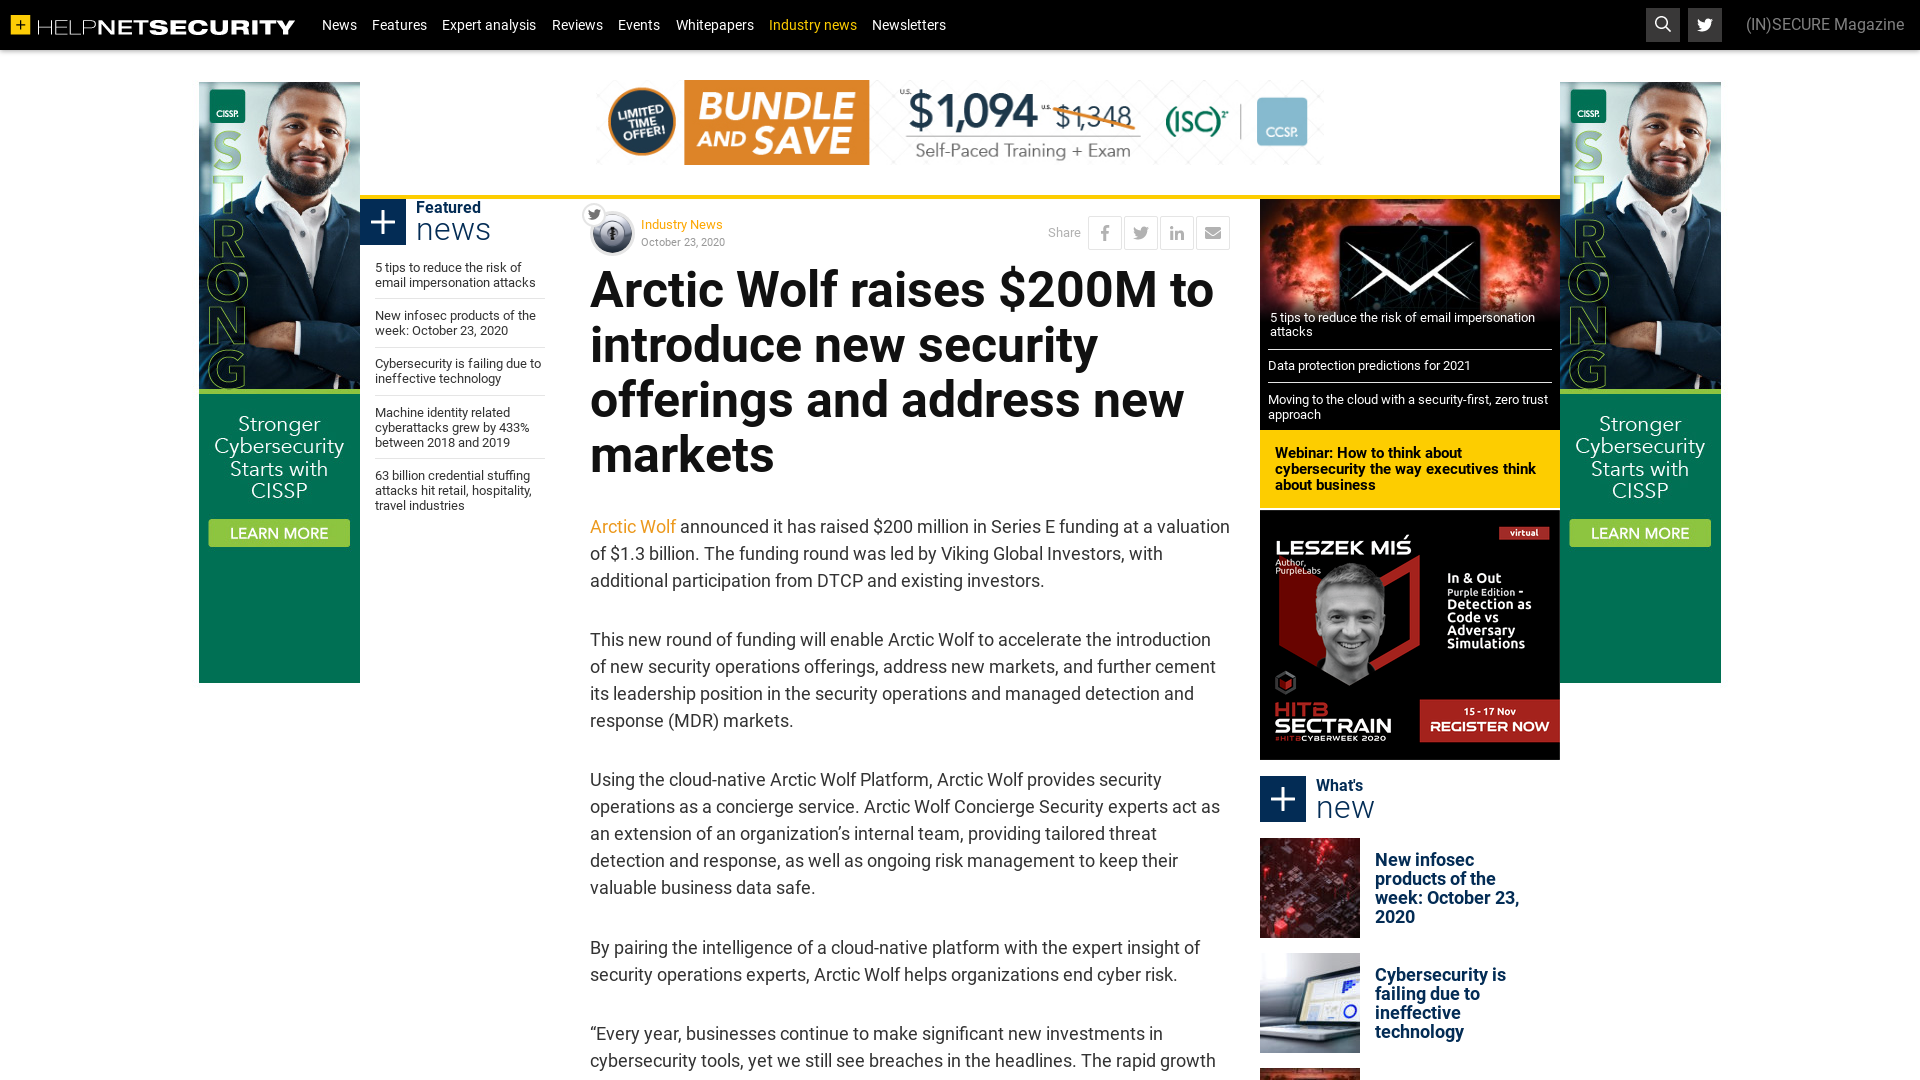 HELPNETSECURITY
News Features Expert analysis Reviews Events Whitepapers Industry news Newsletters
(IN)SECURE Magazine
LIMITED
TIME
OFFER!
BUNDLE
AND SAVE
U.S. $1,094 U.S. $1,348
Self-Paced Training + Exam
(ISC)²
CCSP.
CISSP.
STRONG
Stronger
Cybersecurity
Starts with
CISSP
LEARN MORE
Featured
news
5 tips to reduce the risk of
email impersonation attacks
New infosec products of the
week: October 23, 2020
Cybersecurity is failing due to
ineffective technology
Machine identity related
cyberattacks grew by 433%
between 2018 and 2019
63 billion credential stuffing
attacks hit retail, hospitality,
travel industries
Industry News
October 23, 2020
Share
Arctic Wolf raises $200M to
introduce new security
offerings and address new
markets
Arctic Wolf announced it has raised $200 million in Series E funding at a valuation
of $1.3 billion. The funding round was led by Viking Global Investors, with
additional participation from DTCP and existing investors.
This new round of funding will enable Arctic Wolf to accelerate the introduction
of new security operations offerings, address new markets, and further cement
its leadership position in the security operations and managed detection and
response (MDR) markets.
Using the cloud-native Arctic Wolf Platform, Arctic Wolf provides security
operations as a concierge service. Arctic Wolf Concierge Security experts act as
an extension of an organization’s internal team, providing tailored threat
detection and response, as well as ongoing risk management to keep their
valuable business data safe.
By pairing the intelligence of a cloud-native platform with the expert insight of
security operations experts, Arctic Wolf helps organizations end cyber risk.
“Every year, businesses continue to make significant new investments in
cybersecurity tools, yet we still see breaches in the headlines. The rapid growth
5 tips to reduce the risk of email impersonation
attacks
Data protection predictions for 2021
Moving to the cloud with a security-first, zero trust
approach
Webinar: How to think about
cybersecurity the way executives think
about business
virtual
LESZEK MIŚ
Author,
PurpleLabs
In & Out
Purple Edition -
Detection as
Code vs
Adversary
Simulations
HITB
SECTRAIN
#HITBCYBERWEEK 2020
15 - 17 Nov
REGISTER NOW
What's
new
New infosec
products of the
week: October 23,
2020
Cybersecurity is
failing due to
ineffective
technology
CISSP.
STRONG
Stronger
Cybersecurity
Starts with
CISSP
LEARN MORE